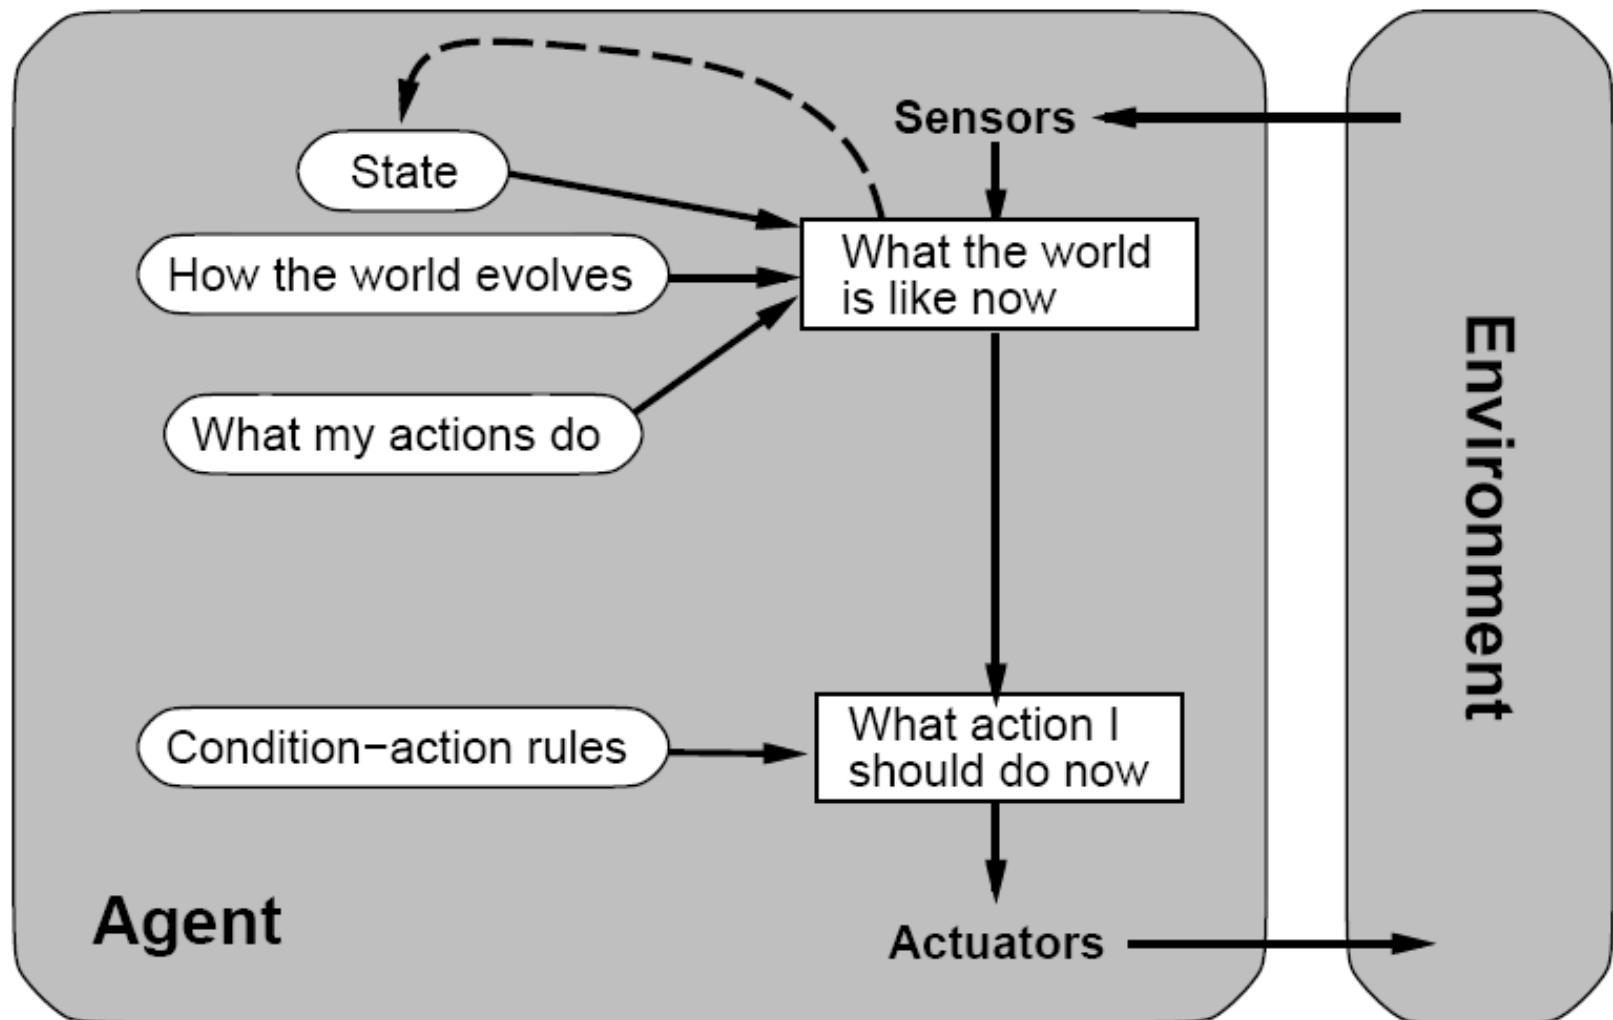 Sensors
State
What the world
is like now
How the world evolves
What my actions do
Environment
Condition−action rules
What action I
should do now
Agent
Actuators